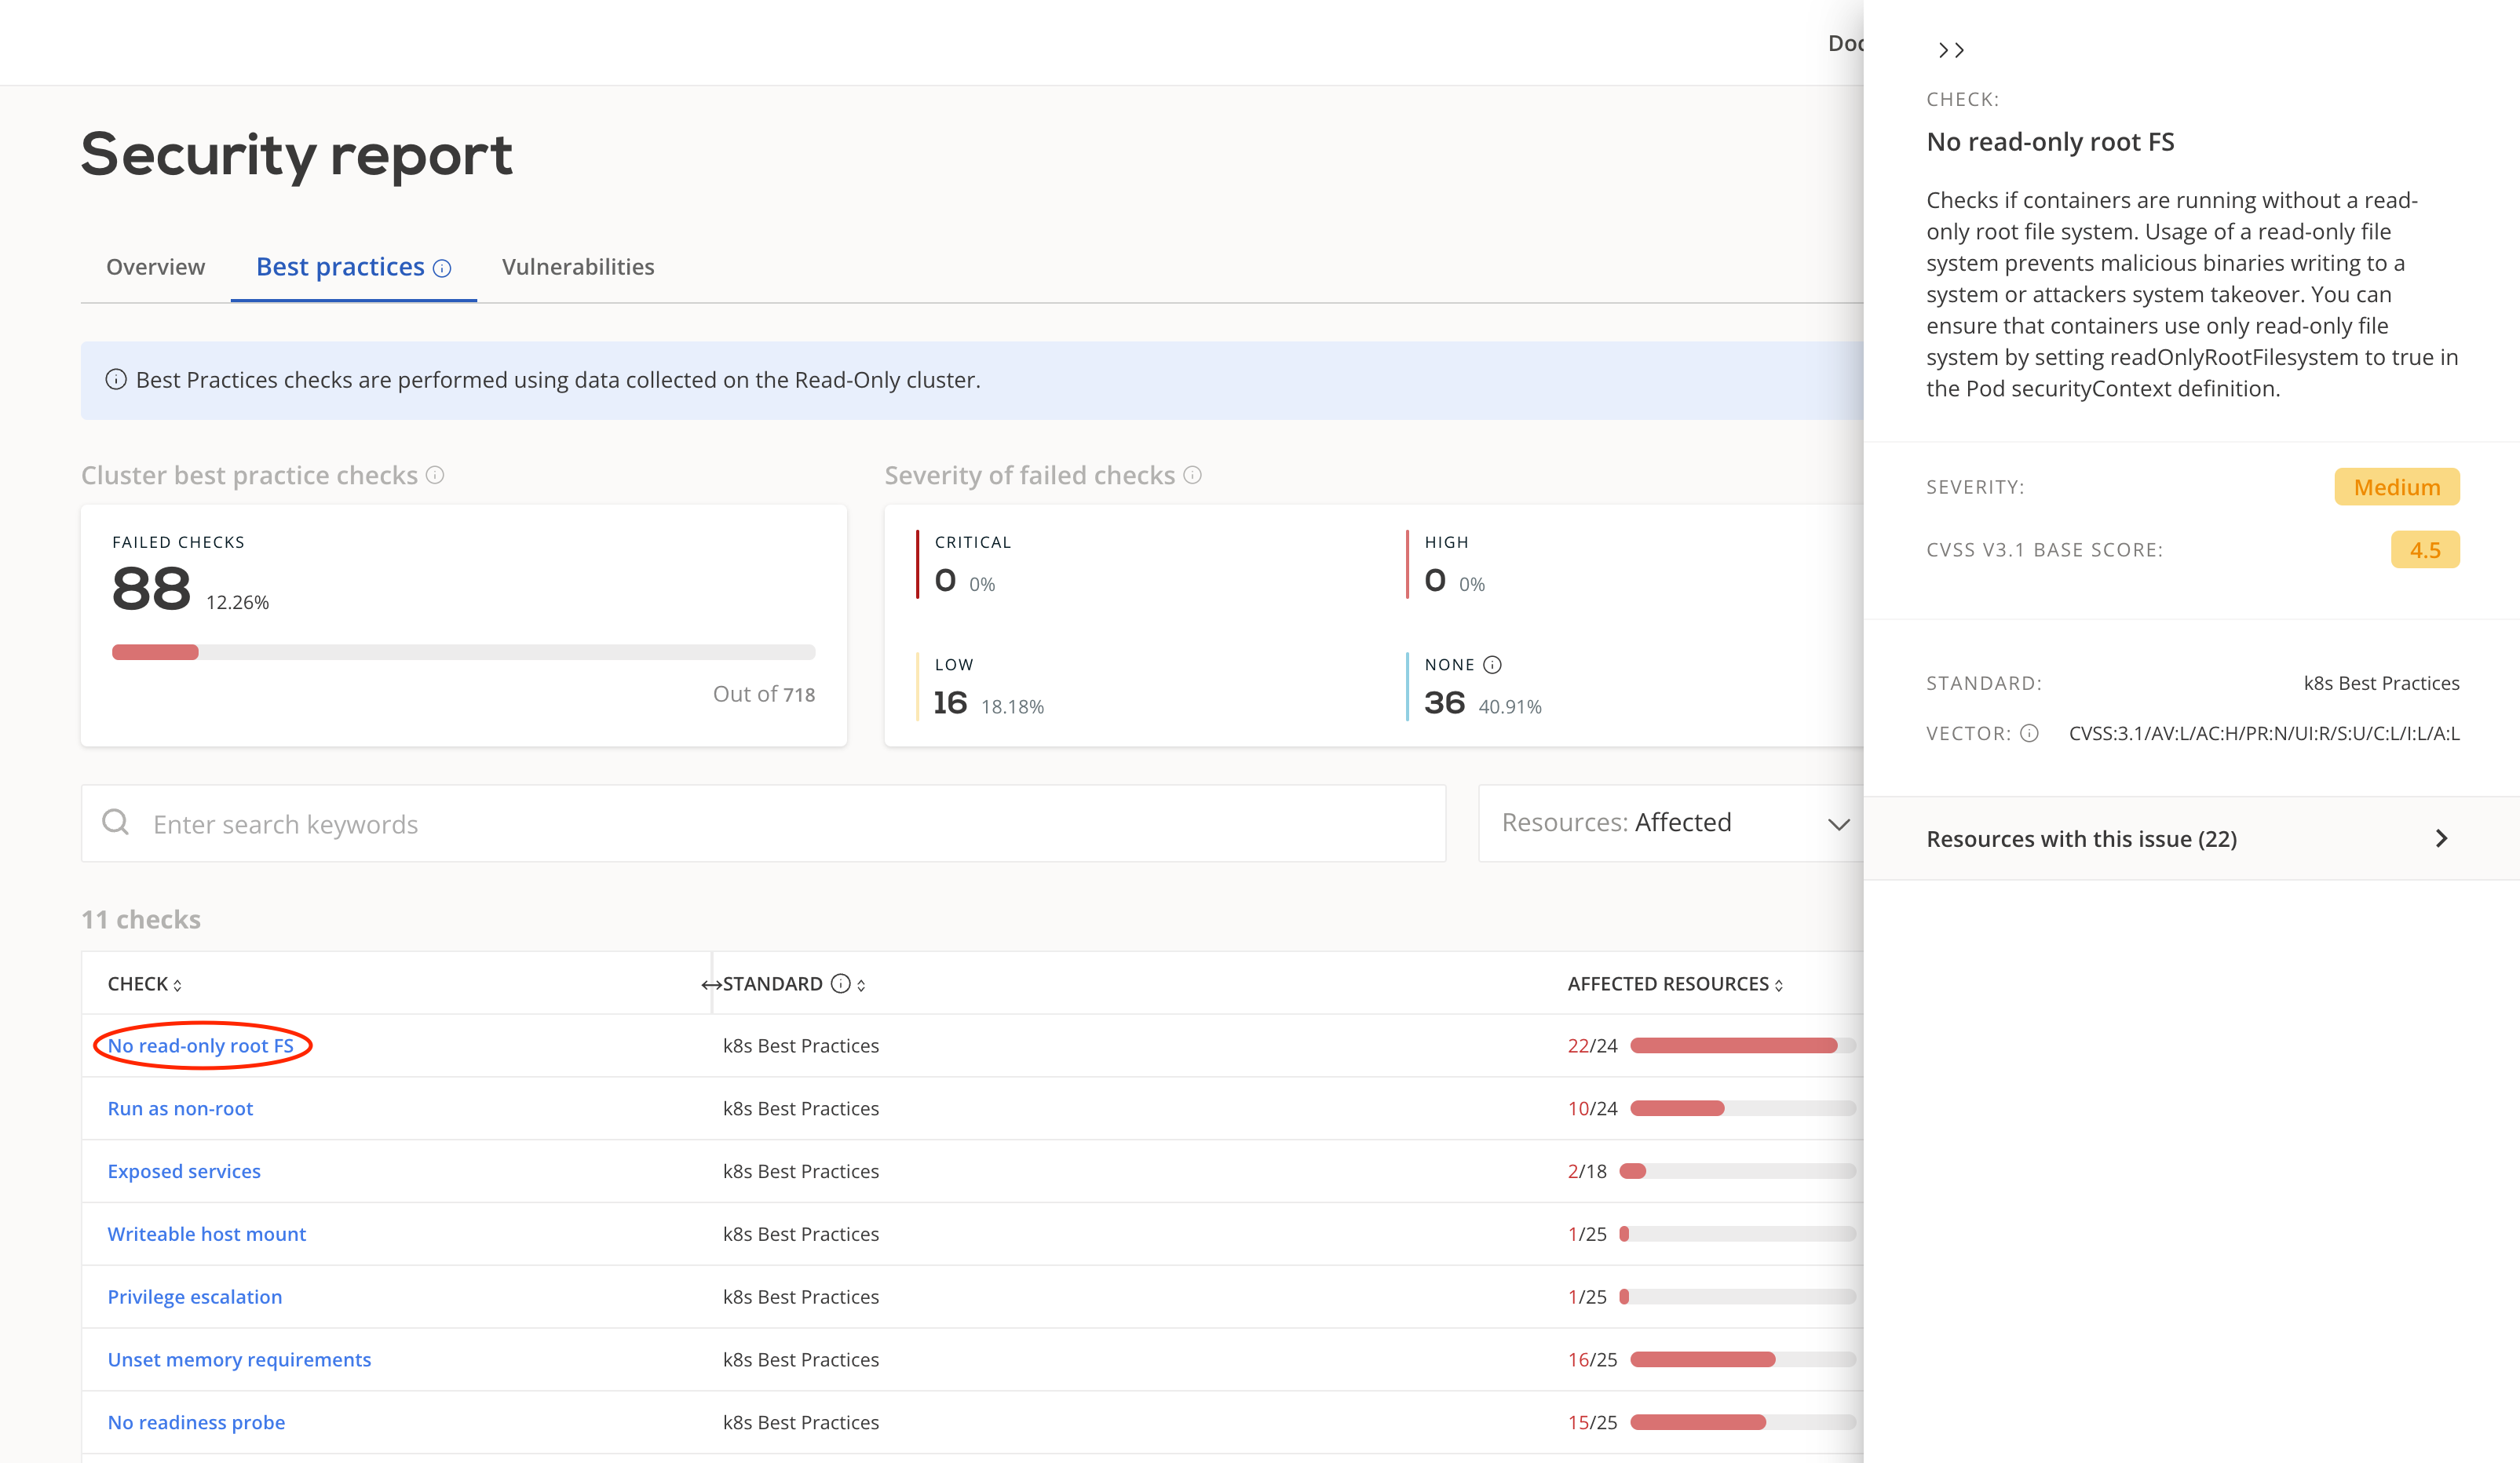 Doc
Security report
Overview
Best practices
Vulnerabilities
Best Practices checks are performed using data collected on the Read-Only cluster.
Cluster best practice checks
FAILED CHECKS
88 12.26%
Out of 718
Severity of failed checks
CRITICAL
0 0%
HIGH
0 0%
LOW
16 18.18%
NONE
36 40.91%
Enter search keywords
Resources: Affected
11 checks
CHECK STANDARD AFFECTED RESOURCES
No read-only root FS k8s Best Practices 22/24
Run as non-root k8s Best Practices 10/24
Exposed services k8s Best Practices 2/18
Writeable host mount k8s Best Practices 1/25
Privilege escalation k8s Best Practices 1/25
Unset memory requirements k8s Best Practices 16/25
No readiness probe k8s Best Practices 15/25
CHECK:
No read-only root FS
Checks if containers are running without a read-
only root file system. Usage of a read-only file
system prevents malicious binaries writing to a
system or attackers system takeover. You can
ensure that containers use only read-only file
system by setting readOnlyRootFilesystem to true in
the Pod securityContext definition.
SEVERITY: Medium
CVSS V3.1 BASE SCORE: 4.5
STANDARD: k8s Best Practices
VECTOR: CVSS:3.1/AV:L/AC:H/PR:N/UI:R/S:U/C:L/I:L/A:L
Resources with this issue (22)